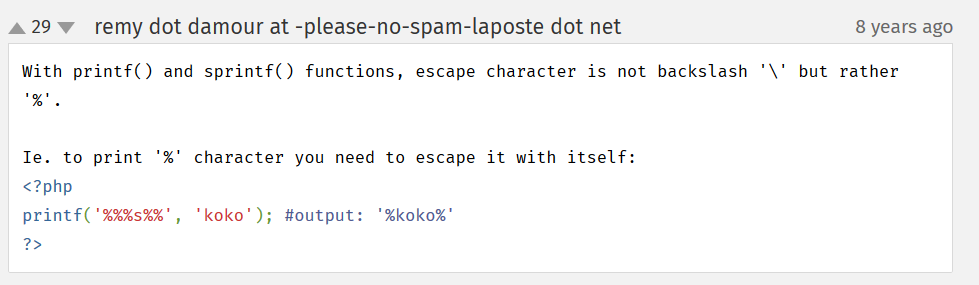 29 remy dot damour at -please-no-spam-laposte dot net 8 years ago
With printf() and sprintf() functions, escape character is not backslash '\' but rather
'%'.
Ie. to print '%' character you need to escape it with itself:
<?php
printf('%%%s%%', 'koko'); #output: '%koko%'
?>